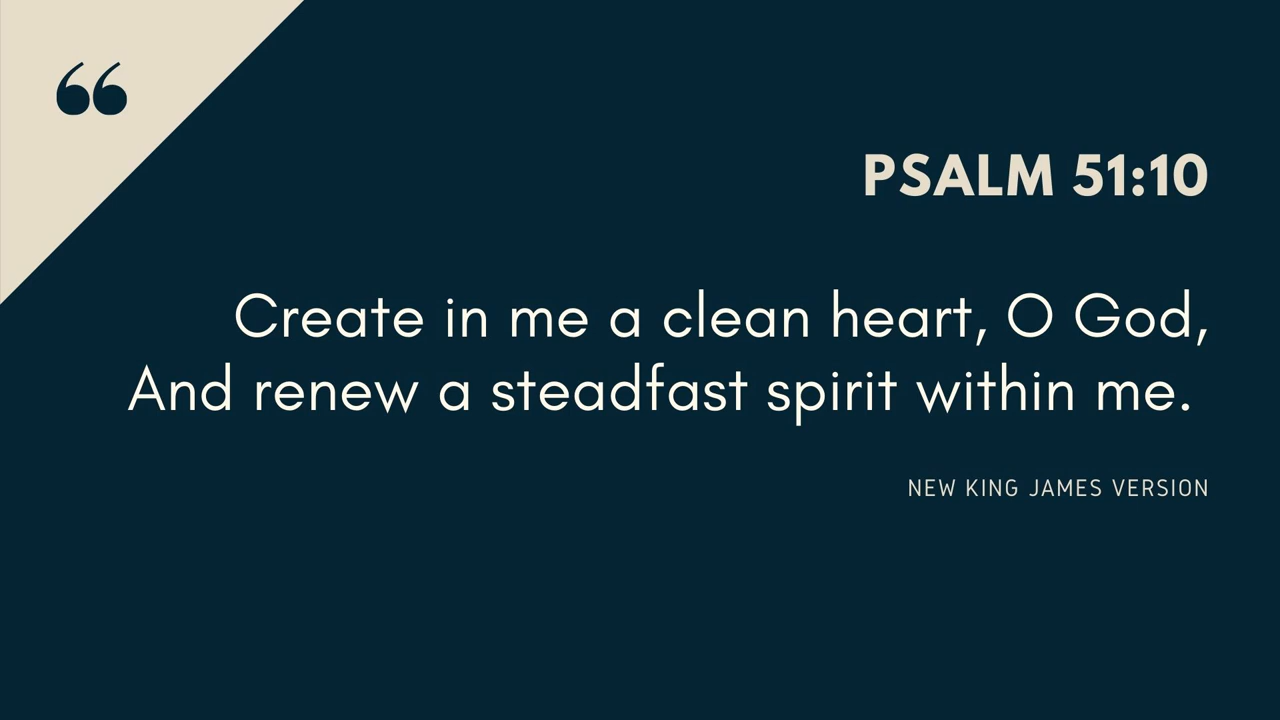 “
PSALM 51:10
Create in me a clean heart, O God,
And renew a steadfast spirit within me.
NEW KING JAMES VERSION